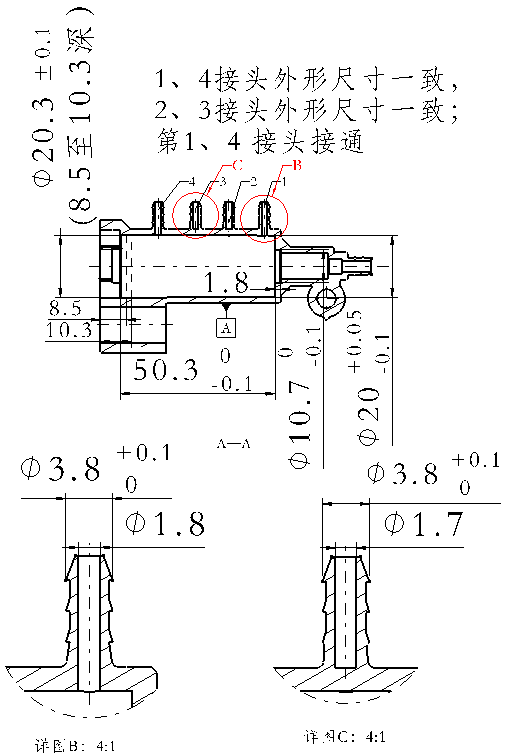 φ20.3 ±0.1
(8.5至10.3深)
1、4接头外形尺寸一致,
2、3接头外形尺寸一致;
第1、4 接头接通
C
B
4
3
2
1
1.8
8.5
10.3
A
50.3 0 -0.1
φ10.7 0 -0.1
φ20 +0.05 -0.1
A—A
φ3.8 +0.1 0
φ1.8
φ3.8 +0.1 0
φ1.7
详图B: 4:1
详图C: 4:1